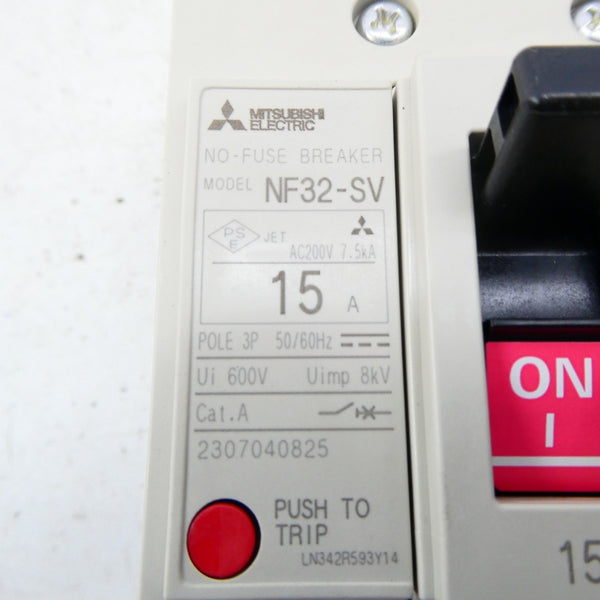 MITSUBISHI
ELECTRIC
NO-FUSE BREAKER
MODEL NF32-SV
PS
E
JET
AC200V 7.5kA
15 A
POLE 3P 50/60Hz
Ui 600V Uimp 8kV
Cat.A
2307040825
PUSH TO
TRIP
LN342R593Y14
ON
I
15